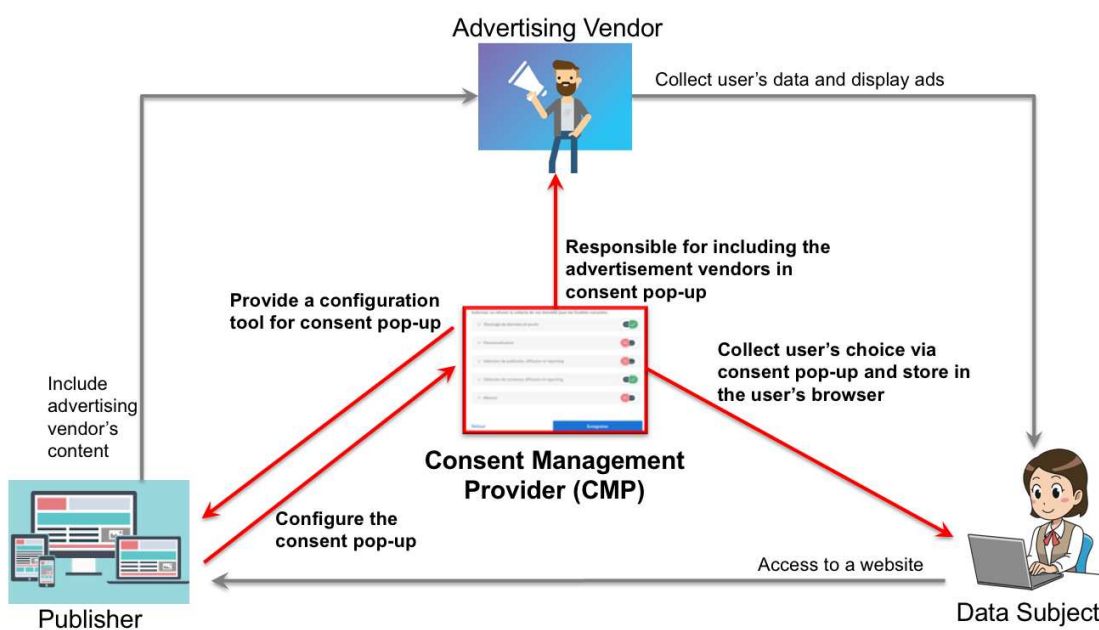 Advertising Vendor
Collect user's data and display ads
Responsible for including the
advertisement vendors in
consent pop-up
Provide a configuration
tool for consent pop-up
Collect user's choice via
consent pop-up and store in
the user's browser
Include
advertising
vendor's
content
Consent Management
Provider (CMP)
Configure the
consent pop-up
Access to a website
Publisher
Data Subject